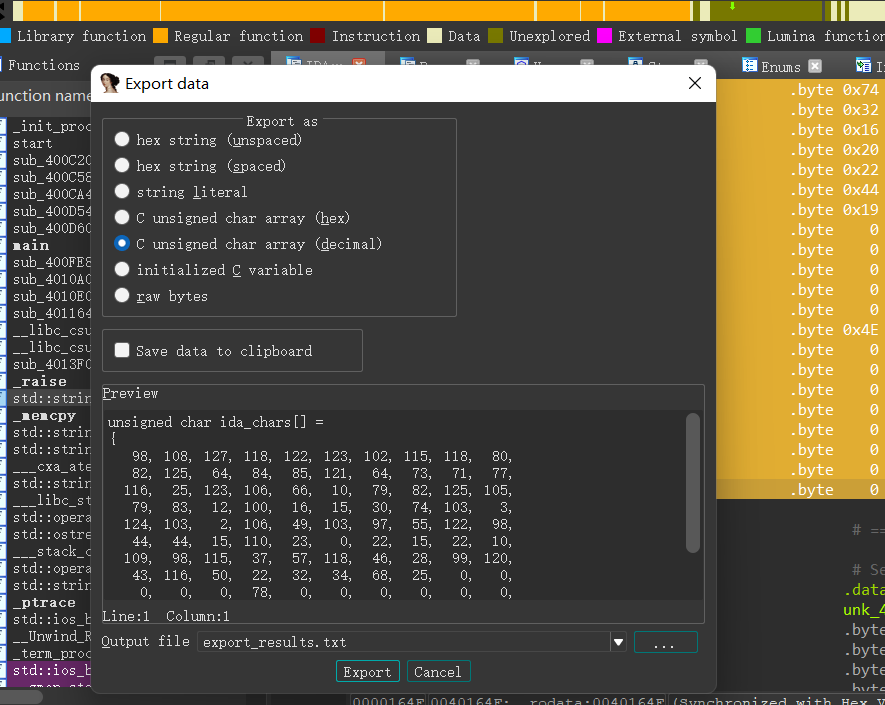 Library function Regular function Instruction Data Unexplored External symbol Lumina function
Functions
Enums
Export data
unction name
_init_proc
start
sub_400C20
sub_400C58
sub_400CA4
sub_400D54
sub_400D60
main
sub_400FE8
sub_4010A0
sub_4010E0
sub_401164
__libc_csu
__libc_csu
sub_4013F0
_raise
std::strin
_memcpy
std::strin
std::strin
___cxa_ate
std::strin
___libc_st
std::opera
std::ostre
___stack_c
std::opera
std::strin
_ptrace
std::ios_b
__Unwind_R
_term_proc
std::ios_b
Export as
hex string (unspaced)
hex string (spaced)
string literal
C unsigned char array (hex)
C unsigned char array (decimal)
initialized C variable
raw bytes
Save data to clipboard
Preview
unsigned char ida_chars[] =
{
98, 108, 127, 118, 122, 123, 102, 115, 118, 80,
82, 125, 64, 84, 85, 121, 64, 73, 71, 77,
116, 25, 123, 106, 66, 10, 79, 82, 125, 105,
79, 83, 12, 100, 16, 15, 30, 74, 103, 3,
124, 103, 2, 106, 49, 103, 97, 55, 122, 98,
44, 44, 15, 110, 23, 0, 22, 15, 22, 10,
109, 98, 115, 37, 57, 118, 46, 28, 99, 120,
43, 116, 50, 22, 32, 34, 68, 25, 0, 0,
0, 0, 0, 78, 0, 0, 0, 0, 0, 0,
Line:1 Column:1
Output file export_results.txt ...
Export Cancel
.byte 0x74
.byte 0x32
.byte 0x16
.byte 0x20
.byte 0x22
.byte 0x44
.byte 0x19
.byte 0
.byte 0
.byte 0
.byte 0
.byte 0
.byte 0x4E
.byte 0
.byte 0
.byte 0
.byte 0
.byte 0
.byte 0
.byte 0
.byte 0
# ==
# Se
.data
unk_4
.byte
.byte
.byte
.byte
0000164F 0040164F: .rodata:0040164F (Synchronized with Hex V